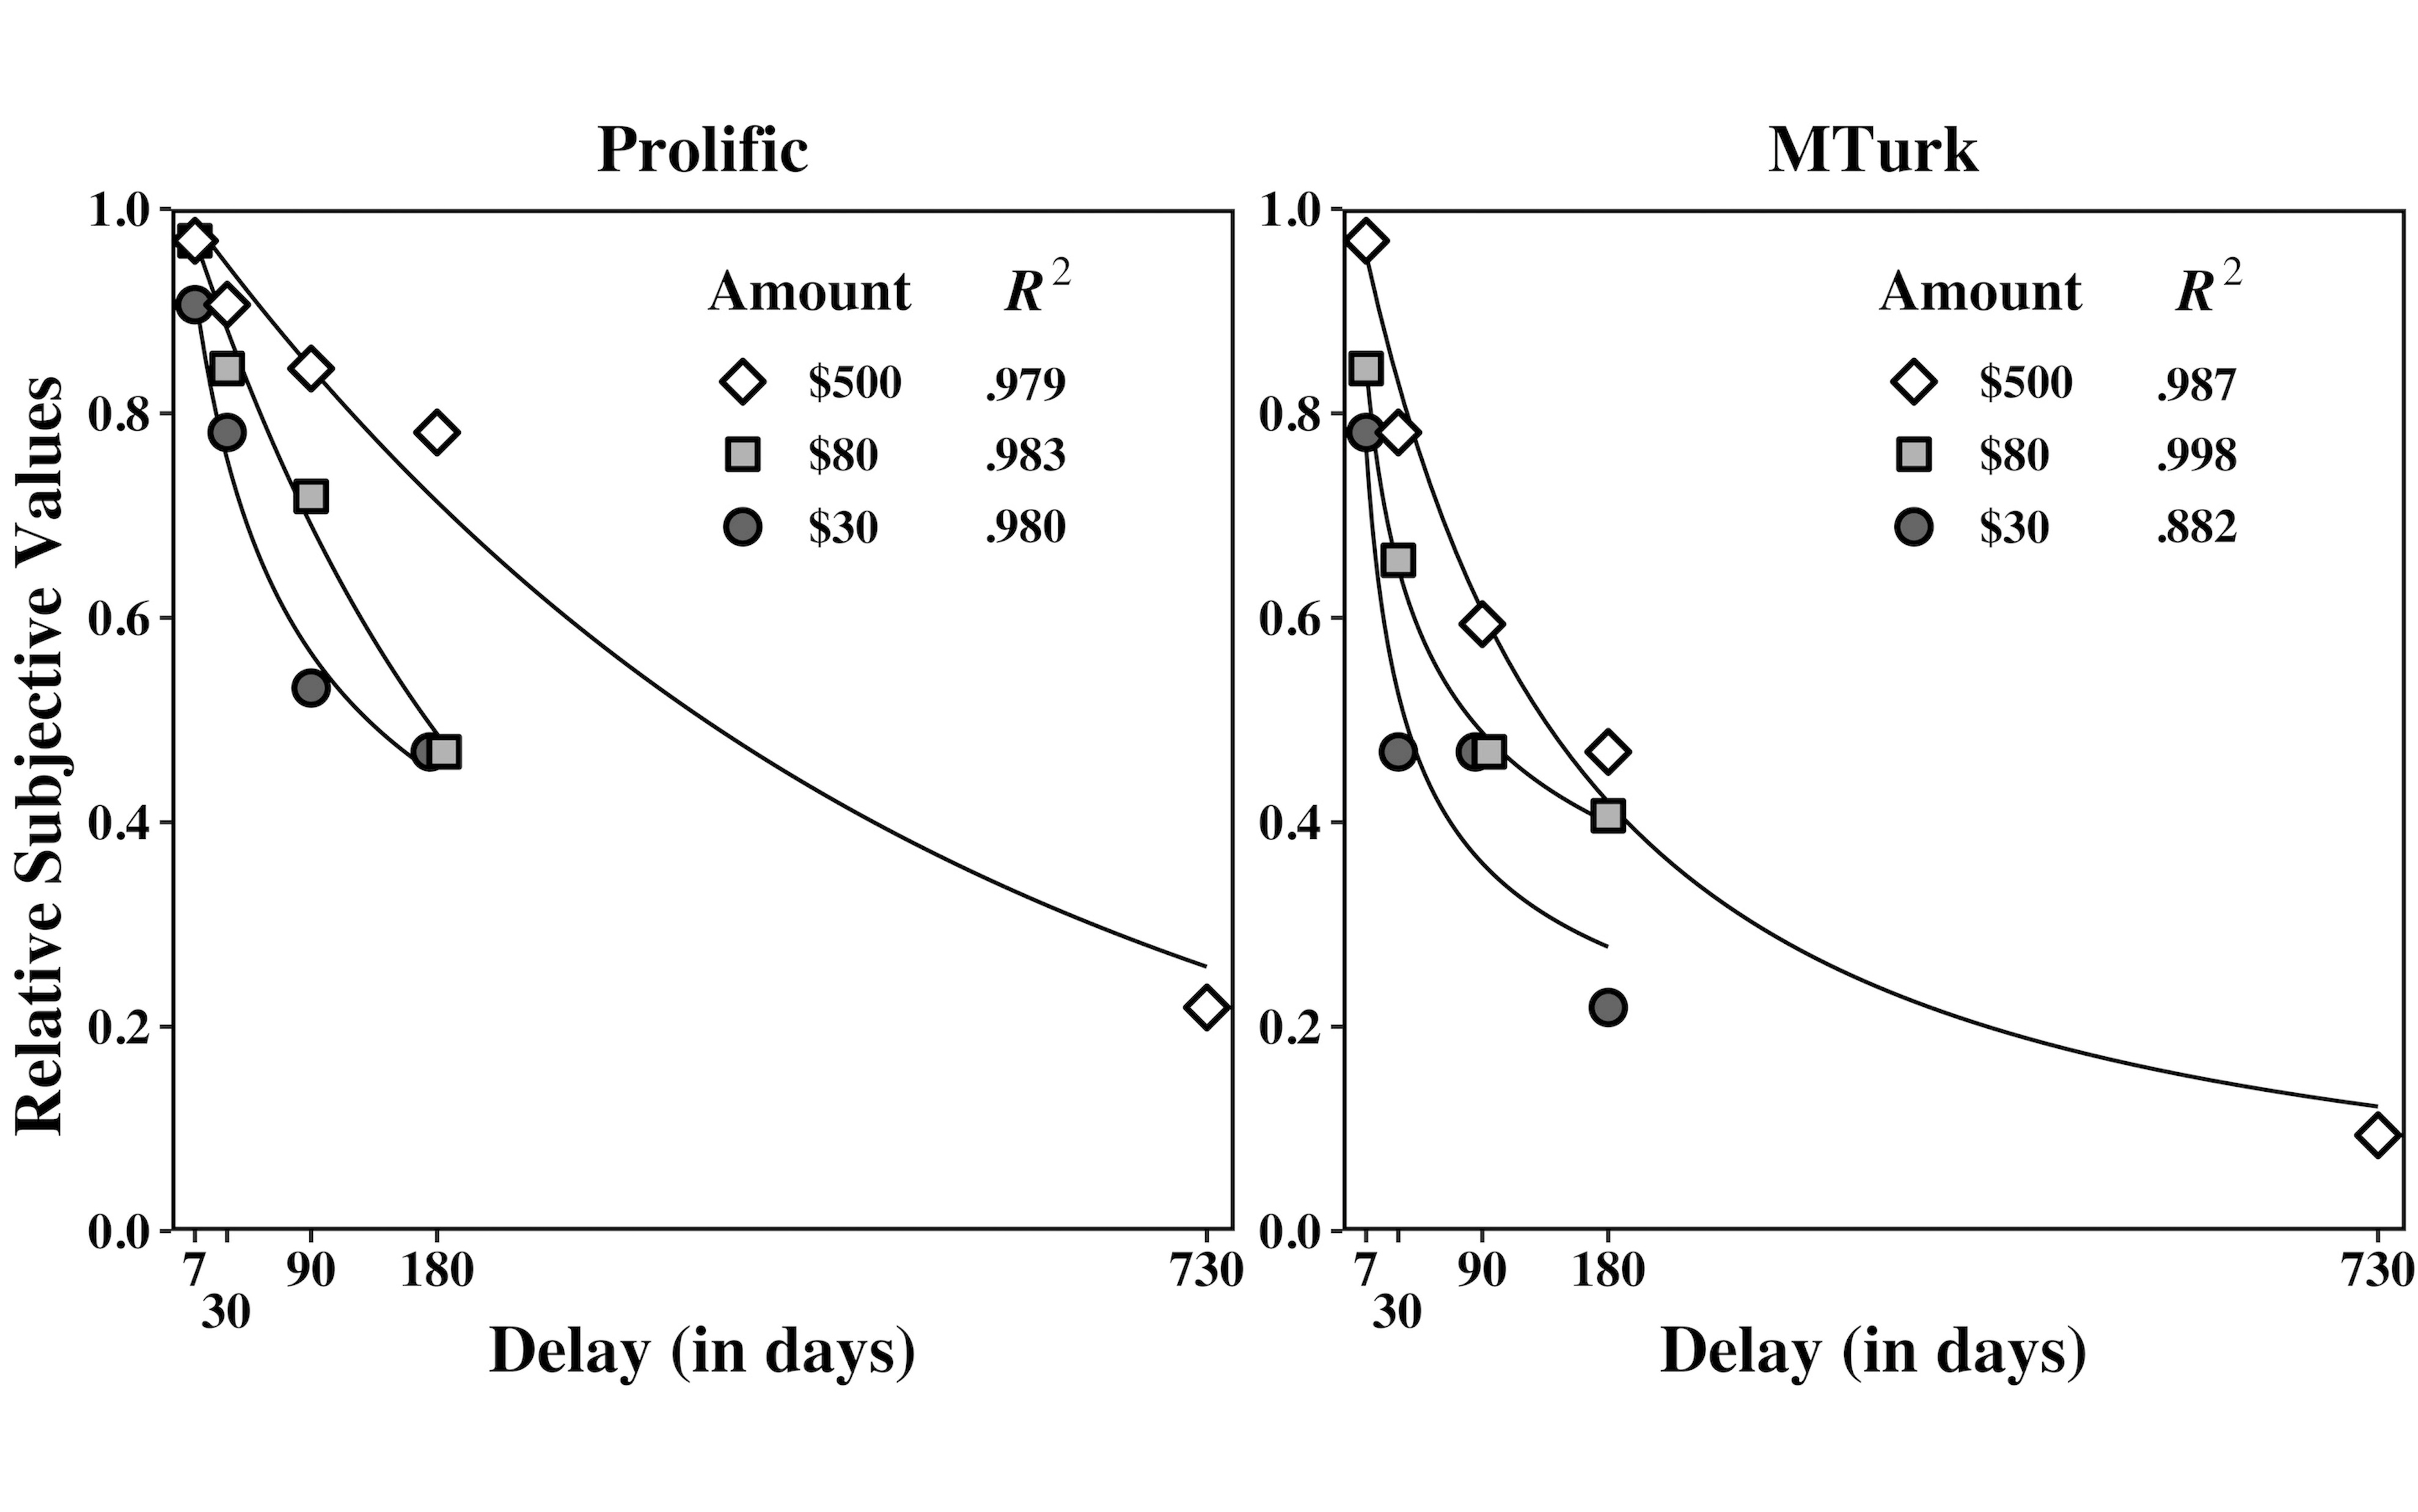 Prolific
Amount R 2
$500 .979
$80 .983
$30 .980
Relative Subjective Values
1.0
0.8
0.6
0.4
0.2
0.0
7 90 180 730
30
Delay (in days)
MTurk
Amount R 2
$500 .987
$80 .998
$30 .882
1.0
0.8
0.6
0.4
0.2
0.0
7 90 180 730
30
Delay (in days)